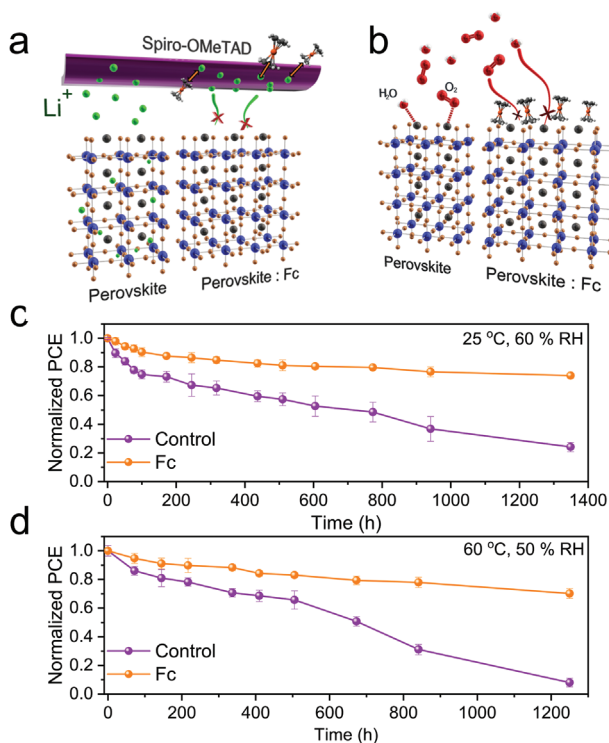 a
Spiro-OMeTAD
Li+
Perovskite
Perovskite : Fc
b
H2O
O2
Perovskite
Perovskite : Fc
c
25 °C, 60 % RH
Normalized PCE
1.0
0.8
0.6
0.4
0.2
0.0
Control
Fc
0 200 400 600 800 1000 1200 1400
Time (h)
d
60 °C, 50 % RH
Normalized PCE
1.0
0.8
0.6
0.4
0.2
0.0
Control
Fc
0 200 400 600 800 1000 1200
Time (h)